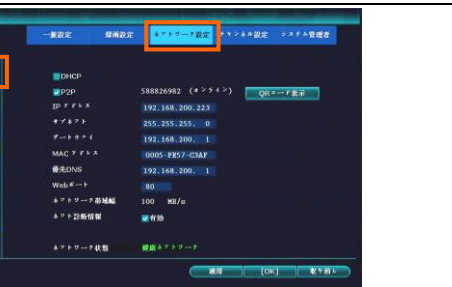 一般設定 録画設定 ネットワーク設定 チャンネル設定 システム管理者
DHCP
P2P 588826982 (オンライン) QRコード表示
IPアドレス 192.168.200.223
サブネット 255.255.255. 0
ゲートウェイ 192.168.200. 1
MACアドレス 0005-FE57-C3AF
優先DNS 192.168.200. 1
Webポート 80
ネットワーク帯域幅 100 MB/s
ネット診断情報 有効
ネットワーク状態 健康ネットワーク
適用 [OK] 取り消し